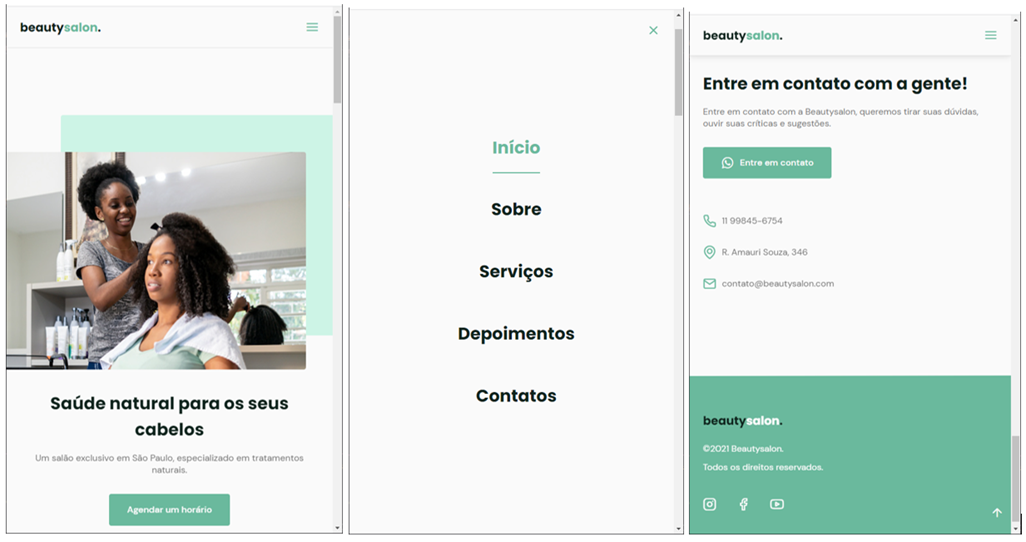 beautysalon.
Saúde natural para os seus
cabelos
Um salão exclusivo em São Paulo, especializado em tratamentos
naturais.
Agendar um horário
Início
Sobre
Serviços
Depoimentos
Contatos
beautysalon.
Entre em contato com a gente!
Entre em contato com a Beautysalon, queremos tirar suas dúvidas,
ouvir suas críticas e sugestões.
Entre em contato
11 99845-6754
R. Amauri Souza, 346
contato@beautysalon.com
beautysalon.
©2021 Beautysalon.
Todos os direitos reservados.